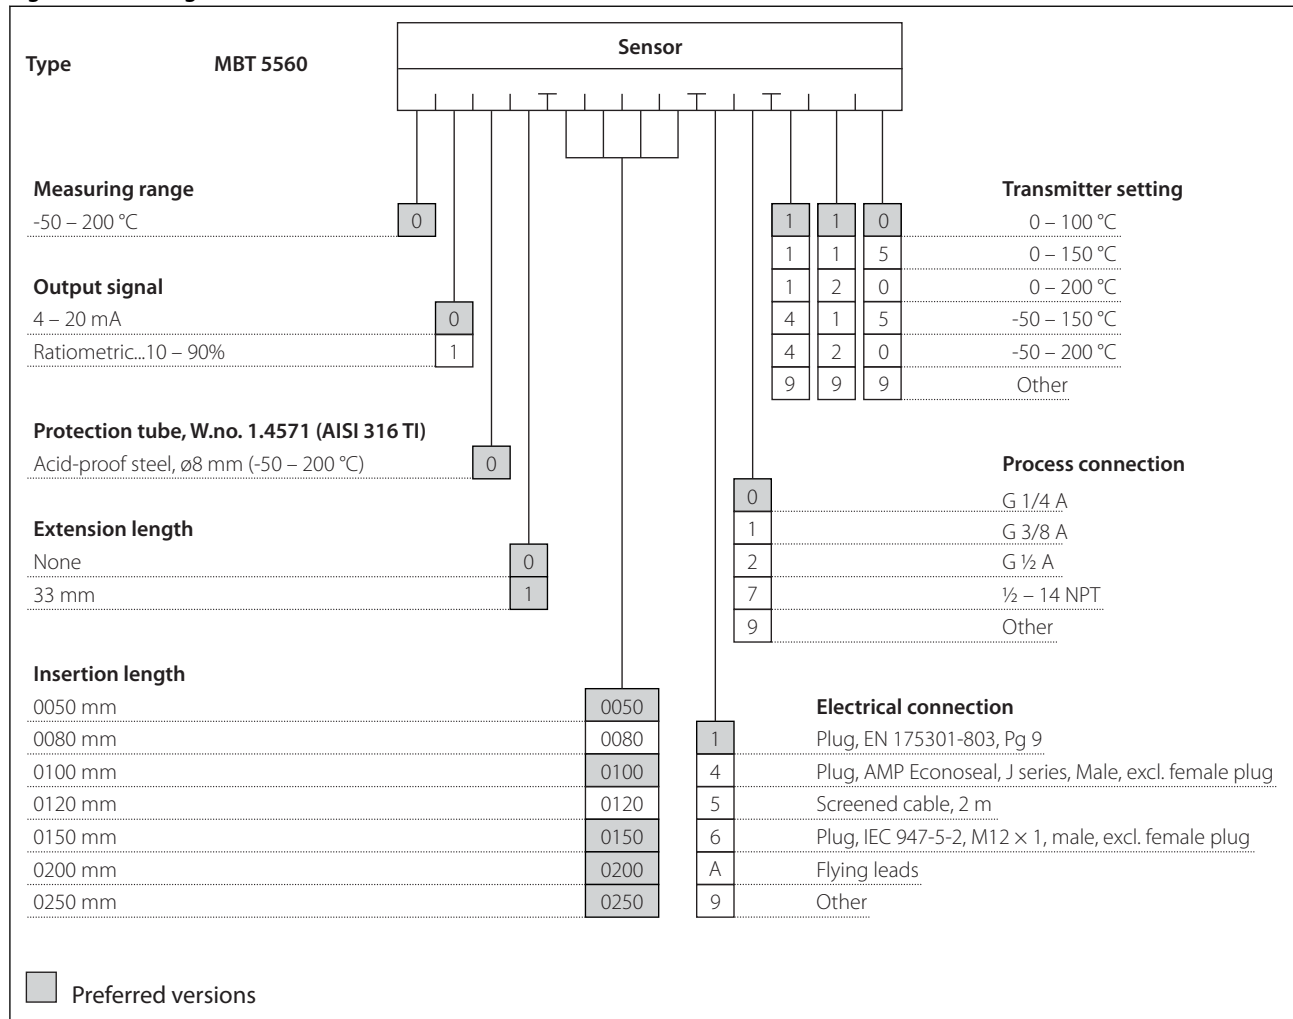 Type MBT 5560
Sensor
Measuring range
-50 – 200 °C 0
Output signal
4 – 20 mA 0
Ratiometric...10 – 90% 1
Protection tube, W.no. 1.4571 (AISI 316 TI)
Acid-proof steel, ø8 mm (-50 – 200 °C) 0
Extension length
None 0
33 mm 1
Insertion length
0050 mm 0050
0080 mm 0080
0100 mm 0100
0120 mm 0120
0150 mm 0150
0200 mm 0200
0250 mm 0250
Transmitter setting
1 1 0 0 – 100 °C
1 1 5 0 – 150 °C
1 2 0 0 – 200 °C
4 1 5 -50 – 150 °C
4 2 0 -50 – 200 °C
9 9 9 Other
Process connection
0 G 1/4 A
1 G 3/8 A
2 G ½ A
7 ½ – 14 NPT
9 Other
Electrical connection
1 Plug, EN 175301-803, Pg 9
4 Plug, AMP Econoseal, J series, Male, excl. female plug
5 Screened cable, 2 m
6 Plug, IEC 947-5-2, M12 × 1, male, excl. female plug
A Flying leads
9 Other
Preferred versions